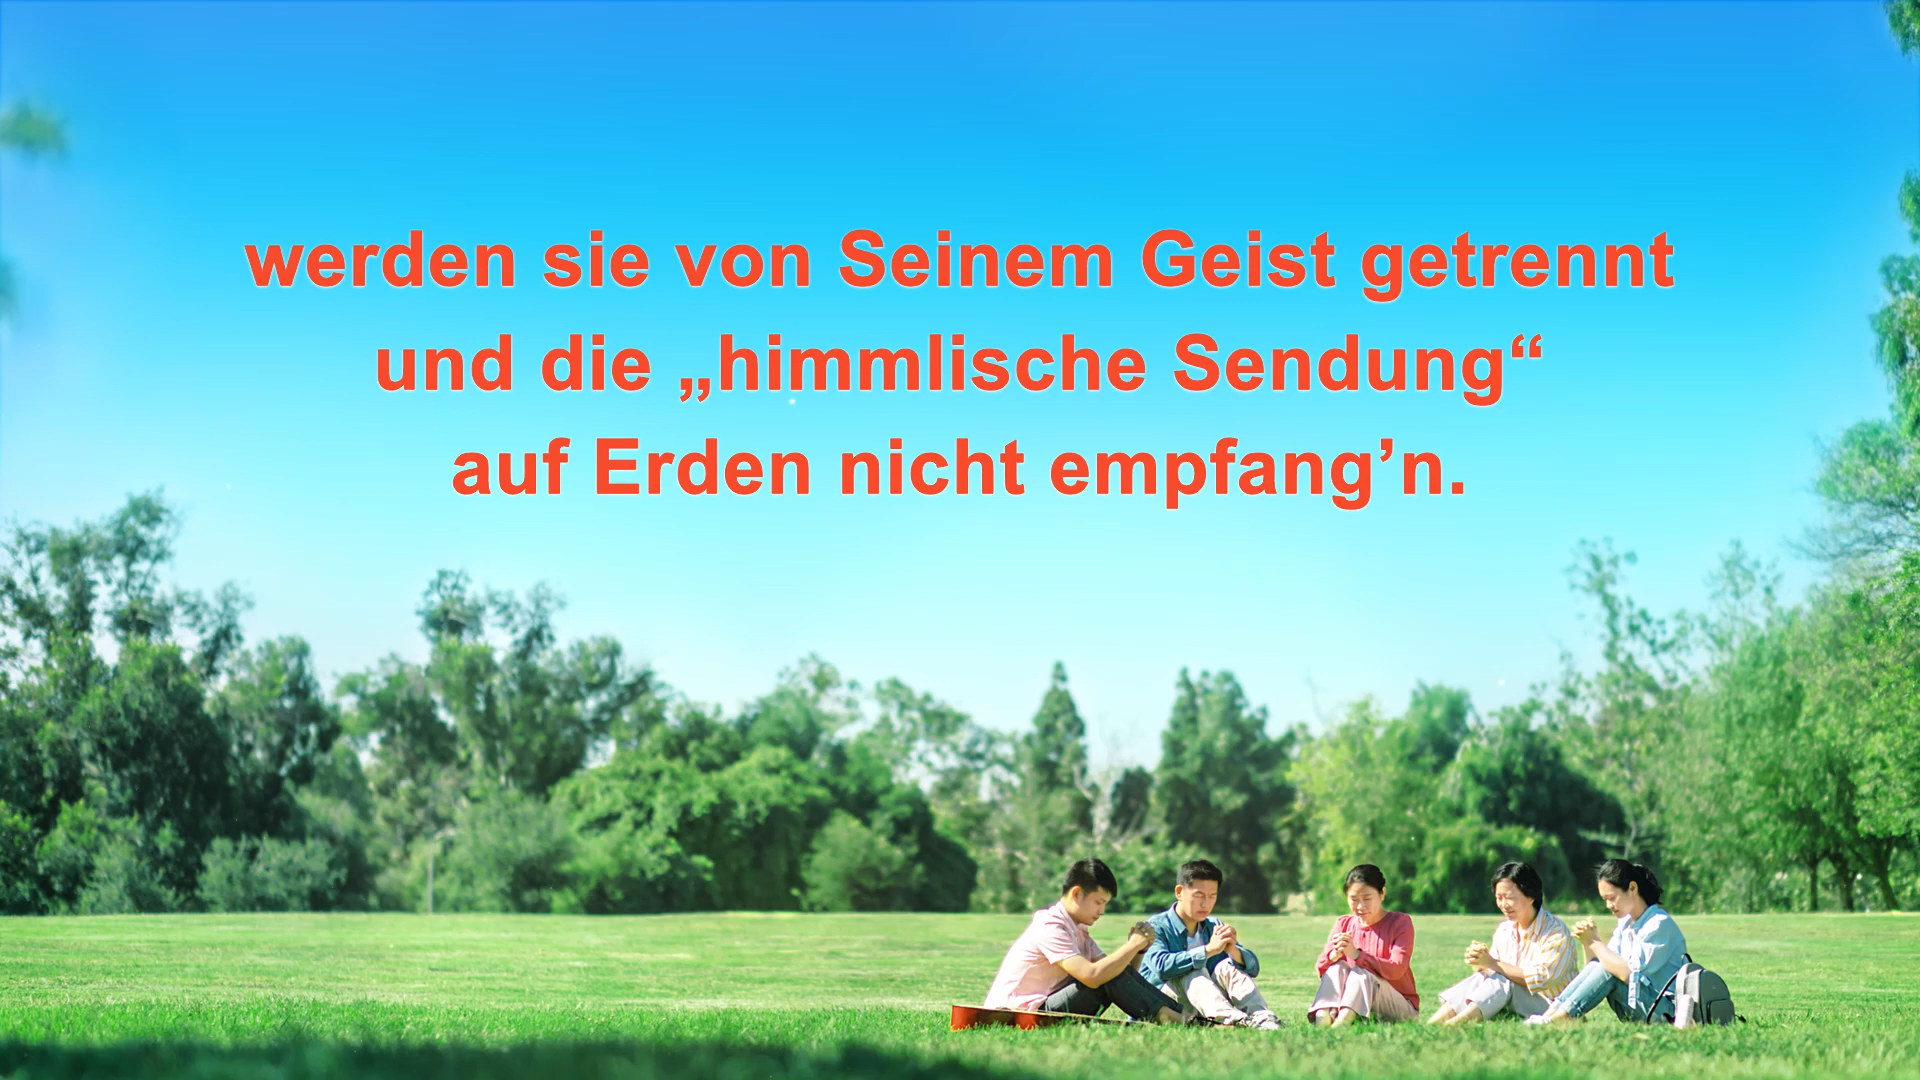 werden sie von Seinem Geist getrennt
und die „himmlische Sendung“
auf Erden nicht empfang’n.